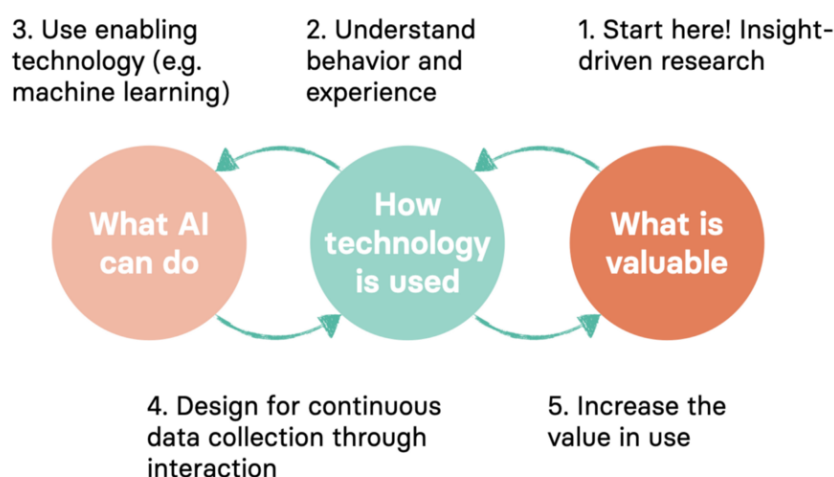 3. Use enabling
technology (e.g.
machine learning)
2. Understand
behavior and
experience
1. Start here! Insight-
driven research
What AI
can do
How
technology
is used
What is
valuable
4. Design for continuous
data collection through
interaction
5. Increase the
value in use